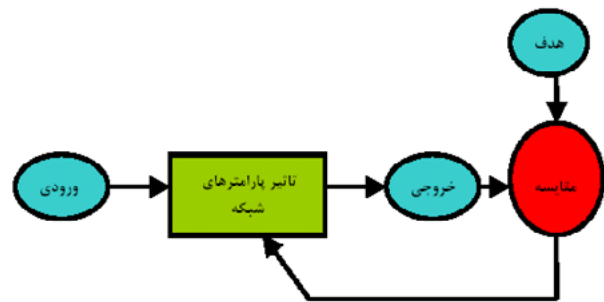 هدف
ورودی
تاثیر پارامترهای
شبکه
خروجی
مقایسه